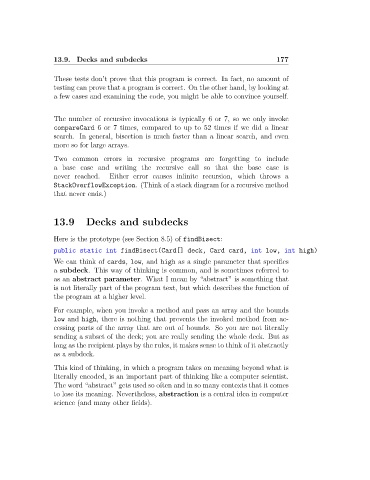 13.9. Decks and subdecks 177
These tests don't prove that this program is correct. In fact, no amount of
testing can prove that a program is correct. On the other hand, by looking at
a few cases and examining the code, you might be able to convince yourself.
The number of recursive invocations is typically 6 or 7, so we only invoke
compareCard 6 or 7 times, compared to up to 52 times if we did a linear
search. In general, bisection is much faster than a linear search, and even
more so for large arrays.
Two common errors in recursive programs are forgetting to include
a base case and writing the recursive call so that the base case is
never reached. Either error causes infinite recursion, which throws a
StackOverflowException. (Think of a stack diagram for a recursive method
that never ends.)
13.9 Decks and subdecks
Here is the prototype (see Section 8.5) of findBisect:
public static int findBisect(Card[] deck, Card card, int low, int high)
We can think of cards, low, and high as a single parameter that specifies
a subdeck. This way of thinking is common, and is sometimes referred to
as an abstract parameter. What I mean by “abstract” is something that
is not literally part of the program text, but which describes the function of
the program at a higher level.
For example, when you invoke a method and pass an array and the bounds
low and high, there is nothing that prevents the invoked method from ac-
cessing parts of the array that are out of bounds. So you are not literally
sending a subset of the deck; you are really sending the whole deck. But as
long as the recipient plays by the rules, it makes sense to think of it abstractly
as a subdeck.
This kind of thinking, in which a program takes on meaning beyond what is
literally encoded, is an important part of thinking like a computer scientist.
The word “abstract” gets used so often and in so many contexts that it comes
to lose its meaning. Nevertheless, abstraction is a central idea in computer
science (and many other fields).